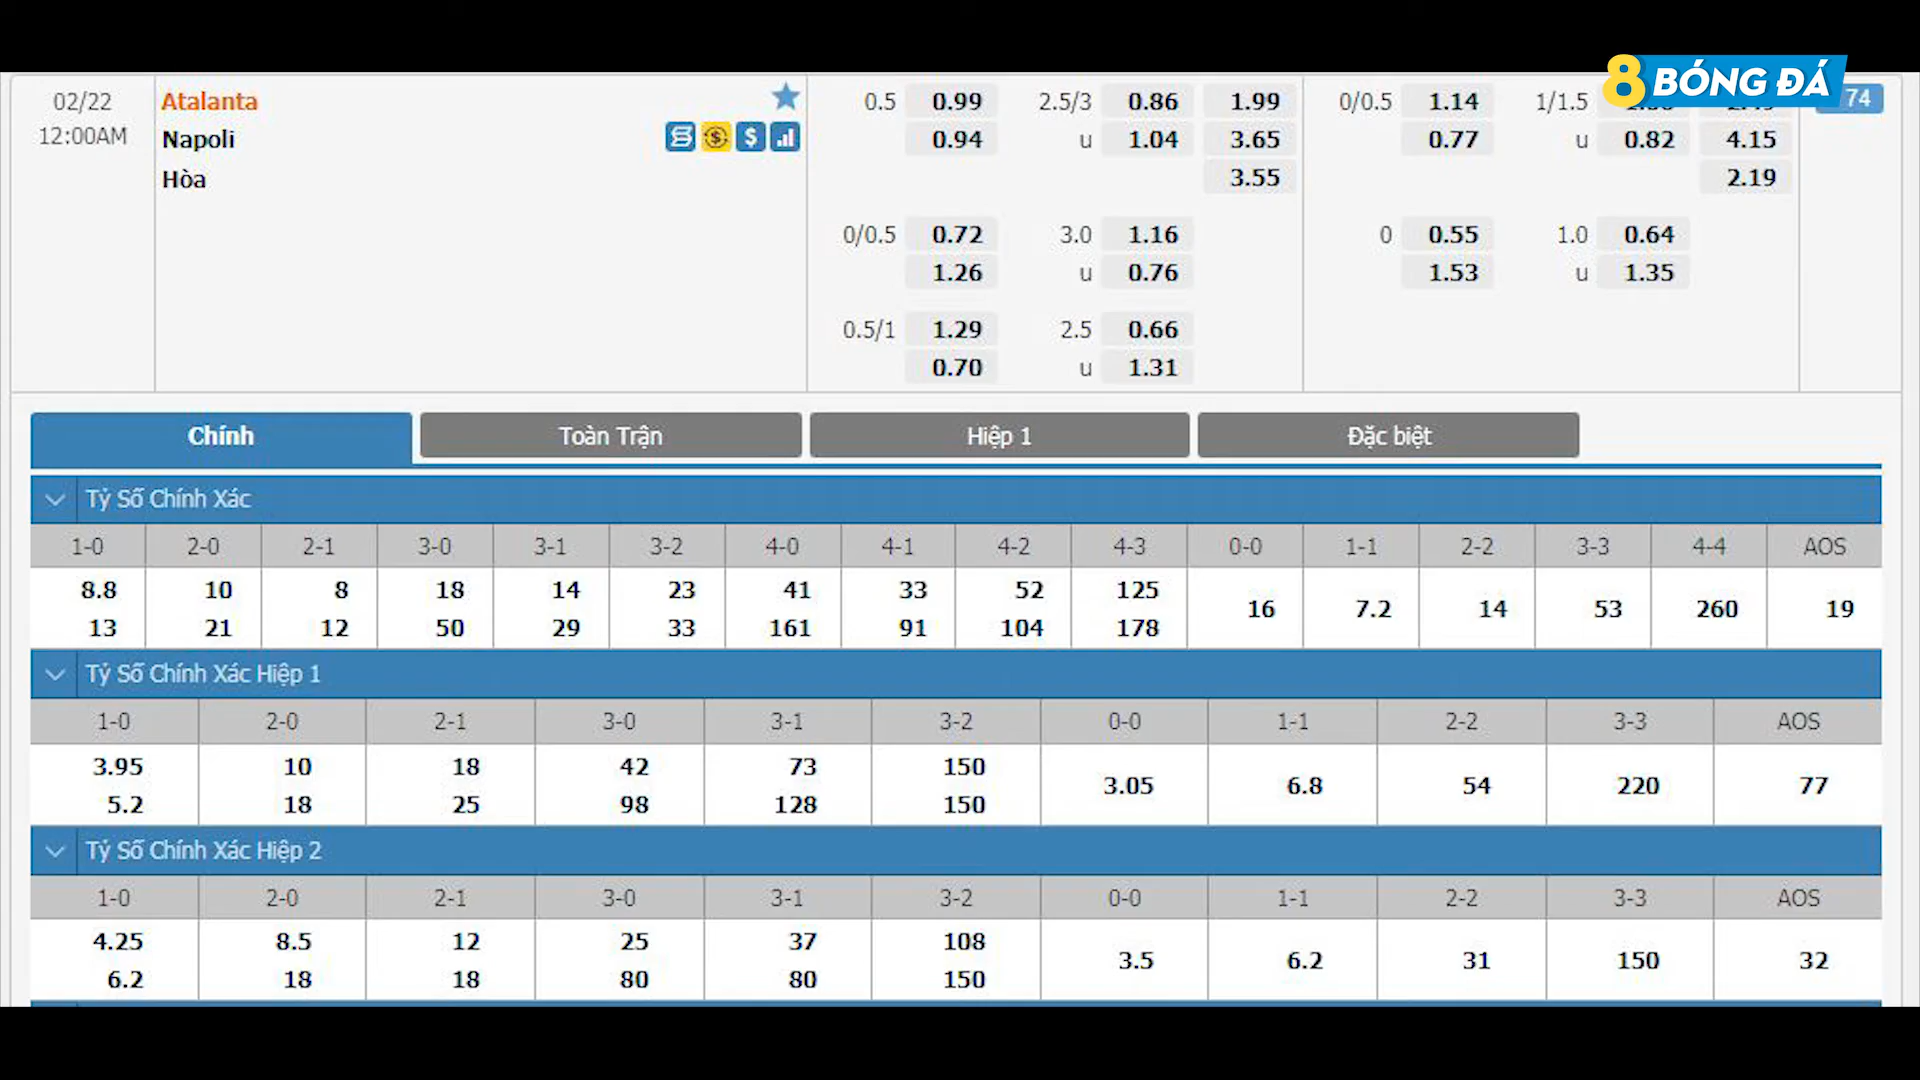 8 BÓNG ĐÁ
02/22 Atalanta 0.5 0.99 2.5/3 0.86 1.99 0/0.5 1.14 1/1.5 74
12:00AM Napoli 0.94 u 1.04 3.65 0.77 u 0.82 4.15
Hòa 3.55 2.19
0/0.5 0.72 3.0 1.16 0 0.55 1.0 0.64
1.26 u 0.76 1.53 u 1.35
0.5/1 1.29 2.5 0.66
0.70 u 1.31
Chính Toàn Trận Hiệp 1 Đặc biệt
Tỷ Số Chính Xác
1-0 2-0 2-1 3-0 3-1 3-2 4-0 4-1 4-2 4-3 0-0 1-1 2-2 3-3 4-4 AOS
8.8 10 8 18 14 23 41 33 52 125
16 7.2 14 53 260 19
13 21 12 50 29 33 161 91 104 178
Tỷ Số Chính Xác Hiệp 1
1-0 2-0 2-1 3-0 3-1 3-2 0-0 1-1 2-2 3-3 AOS
3.95 10 18 42 73 150
3.05 6.8 54 220 77
5.2 18 25 98 128 150
Tỷ Số Chính Xác Hiệp 2
1-0 2-0 2-1 3-0 3-1 3-2 0-0 1-1 2-2 3-3 AOS
4.25 8.5 12 25 37 108
3.5 6.2 31 150 32
6.2 18 18 80 80 150